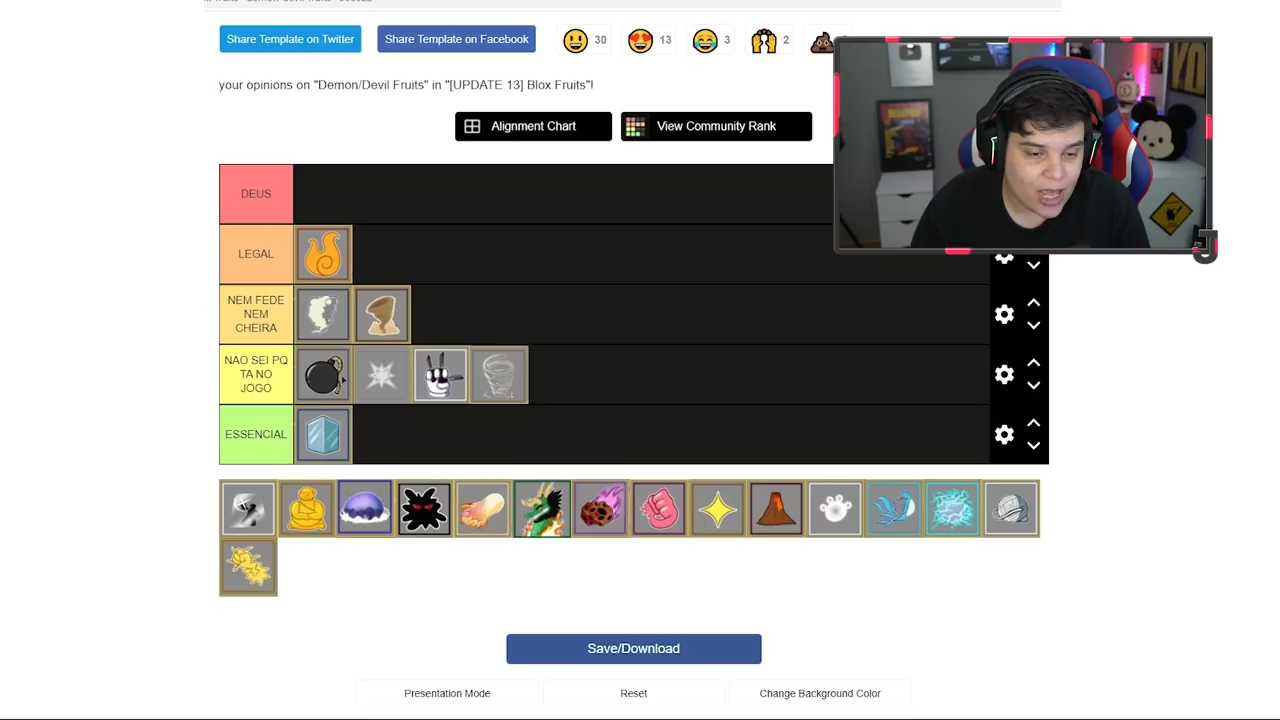 Share Template on Twitter
Share Template on Facebook
30
13
3
2
your opinions on "Demon/Devil Fruits" in "[UPDATE 13] Blox Fruits"!
Alignment Chart
View Community Rank
DEUS
LEGAL
NEM FEDE
NEM
CHEIRA
NAO SEI PQ
TA NO
JOGO
ESSENCIAL
Save/Download
Presentation Mode
Reset
Change Background Color